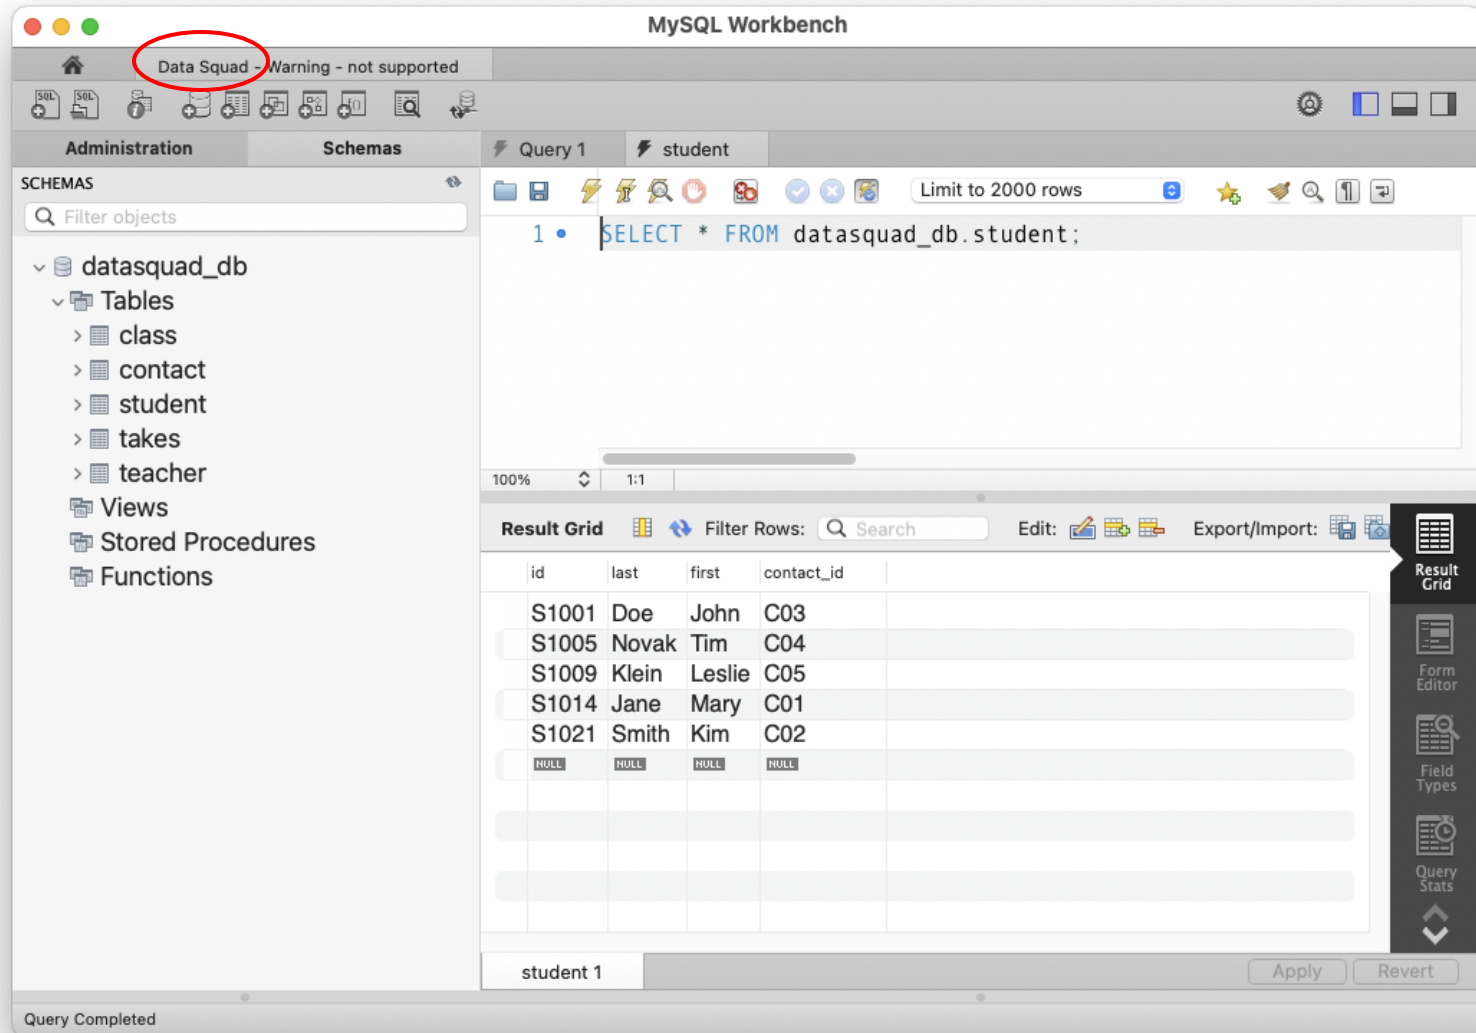 MySQL Workbench
Data Squad - Warning - not supported
SQL SQL
Administration Schemas
Query 1 student
SCHEMAS
Limit to 2000 rows
Filter objects
1 SELECT * FROM datasquad_db.student;
datasquad_db
Tables
class
contact
student
takes
teacher
Views
Stored Procedures
Functions
100% 1:1
Result Grid Filter Rows: Search Edit: Export/Import:
id last first contact_id
S1001 Doe John C03
S1005 Novak Tim C04
S1009 Klein Leslie C05
S1014 Jane Mary C01
S1021 Smith Kim C02
NULL NULL NULL NULL
Result
Grid
Form
Editor
Field
Types
Query
Stats
student 1 Apply Revert
Query Completed